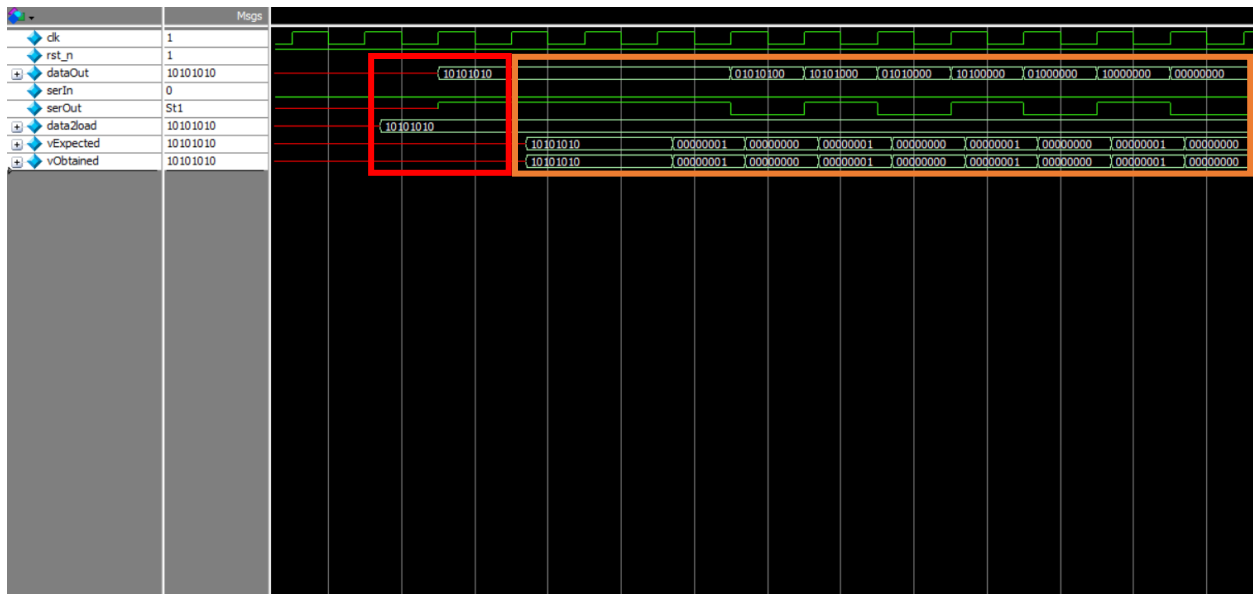 Msgs
clk 1
rst_n 1
dataOut 10101010 10101010 01010100 10101000 01010000 10100000 01000000 10000000 00000000
serIn 0
serOut St1
data2load 10101010 10101010
vExpected 10101010 10101010 00000001 00000000 00000001 00000000 00000001 00000000 00000001 00000000
vObtained 10101010 10101010 00000001 00000000 00000001 00000000 00000001 00000000 00000001 00000000